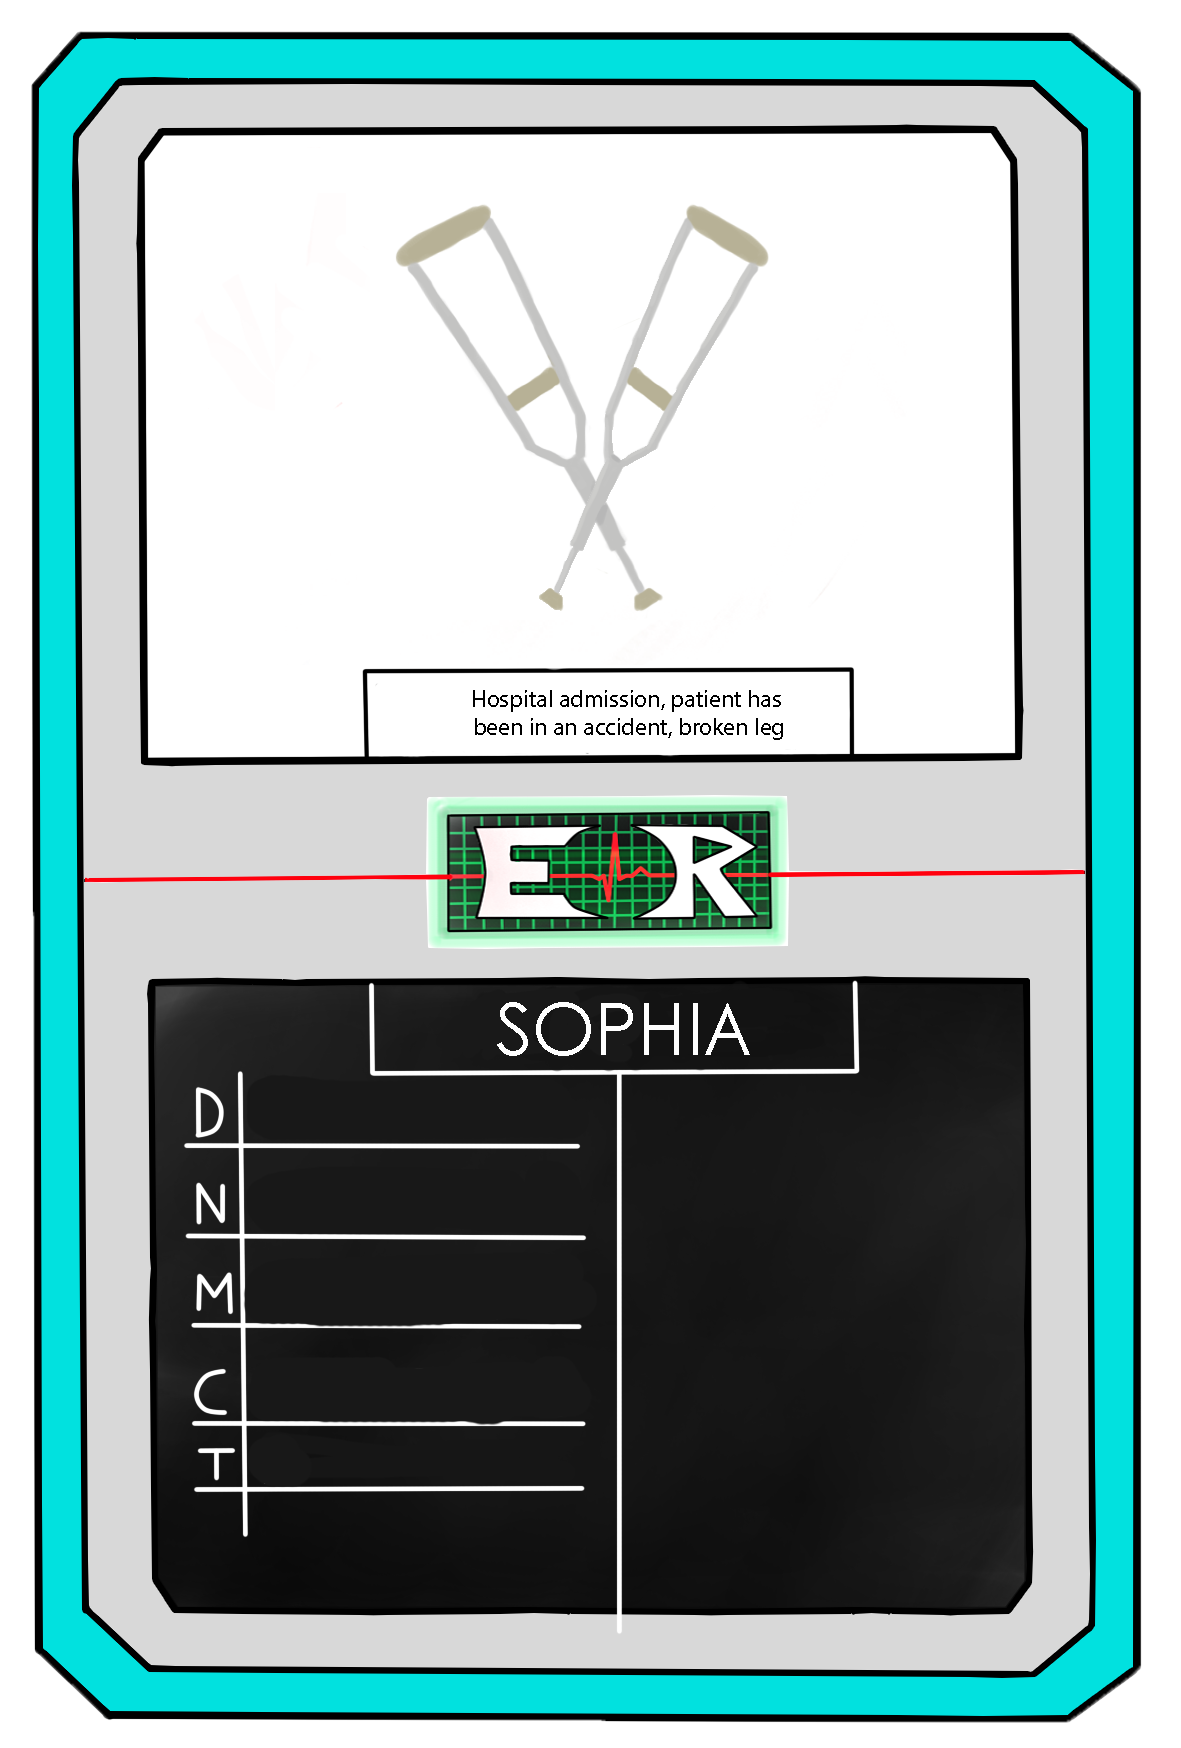 Hospital admission, patient has
been in an accident, broken leg
ER
SOPHIA
D
N
M
C
T